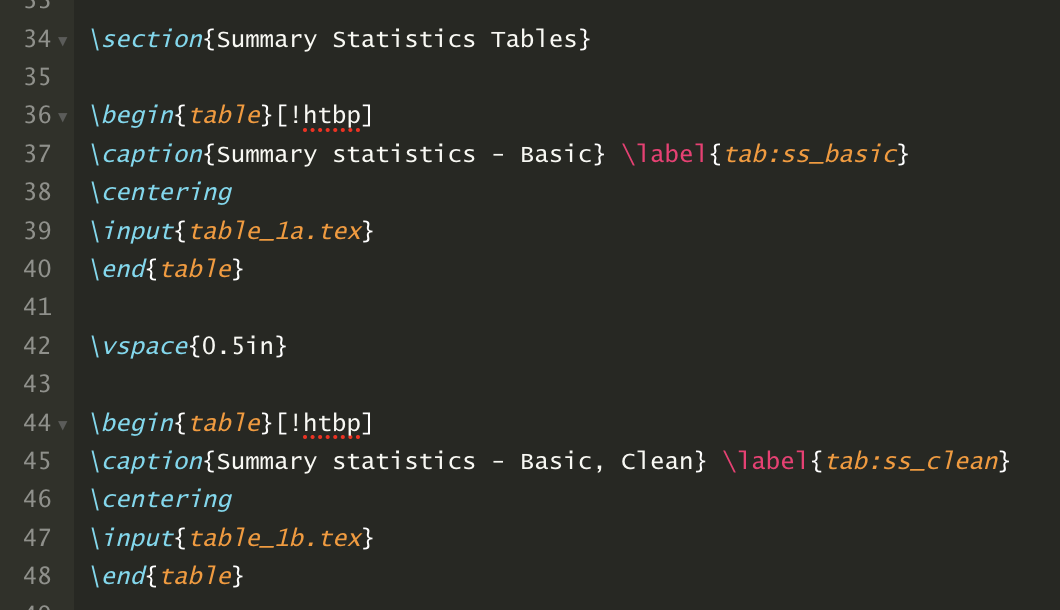 34 \section{Summary Statistics Tables}
35
36 \begin{table}[!htbp]
37 \caption{Summary statistics - Basic} \label{tab:ss_basic}
38 \centering
39 \input{table_1a.tex}
40 \end{table}
41
42 \vspace{0.5in}
43
44 \begin{table}[!htbp]
45 \caption{Summary statistics - Basic, Clean} \label{tab:ss_clean}
46 \centering
47 \input{table_1b.tex}
48 \end{table}